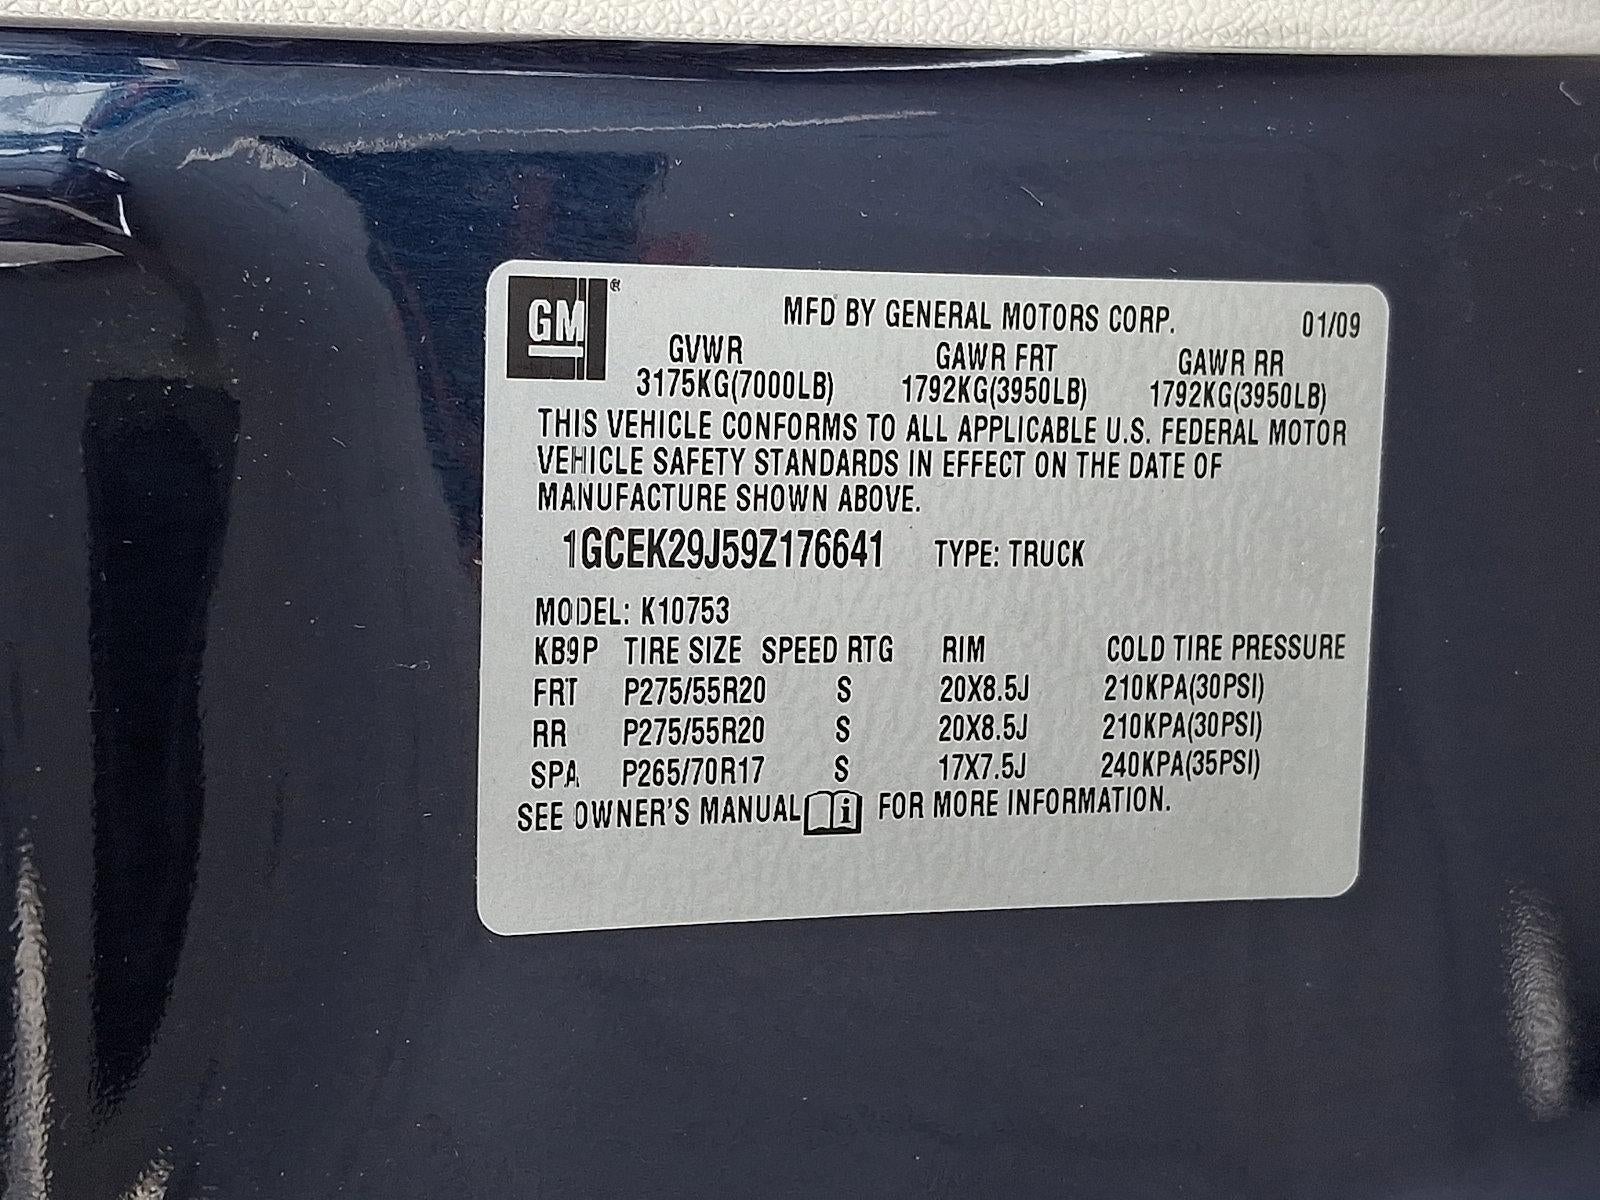 GM®
MFD BY GENERAL MOTORS CORP. 01/09
GVWR GAWR FRT GAWR RR
3175KG(7000LB) 1792KG(3950LB) 1792KG(3950LB)
THIS VEHICLE CONFORMS TO ALL APPLICABLE U.S. FEDERAL MOTOR
VEHICLE SAFETY STANDARDS IN EFFECT ON THE DATE OF
MANUFACTURE SHOWN ABOVE.
1GCEK29J59Z176641 TYPE: TRUCK
MODEL: K10753
KB9P TIRE SIZE SPEED RTG RIM COLD TIRE PRESSURE
FRT P275/55R20 S 20X8.5J 210KPA(30PSI)
RR P275/55R20 S 20X8.5J 210KPA(30PSI)
SPA P265/70R17 S 17X7.5J 240KPA(35PSI)
SEE OWNER'S MANUAL i FOR MORE INFORMATION.